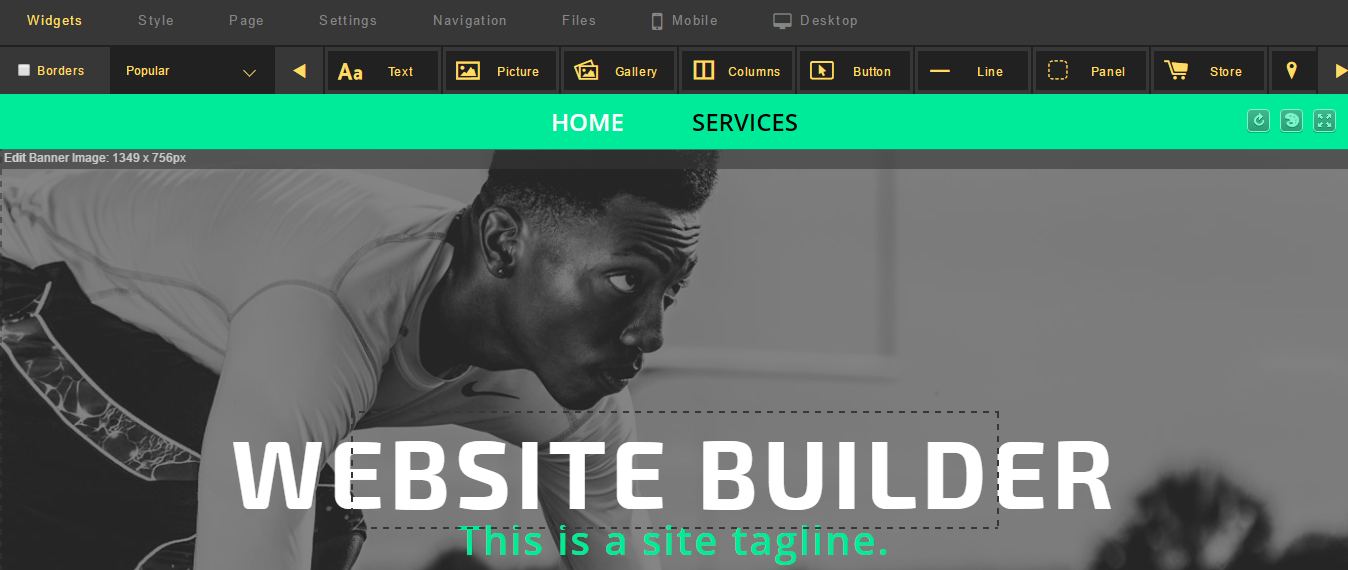 Widgets Style Page Settings Navigation Files Mobile Desktop
Borders Popular Aa Text Picture Gallery Columns Button Line Panel Store
HOME SERVICES
Edit Banner Image: 1349 x 756px
WEBSITE BUILDER
This is a site tagline.